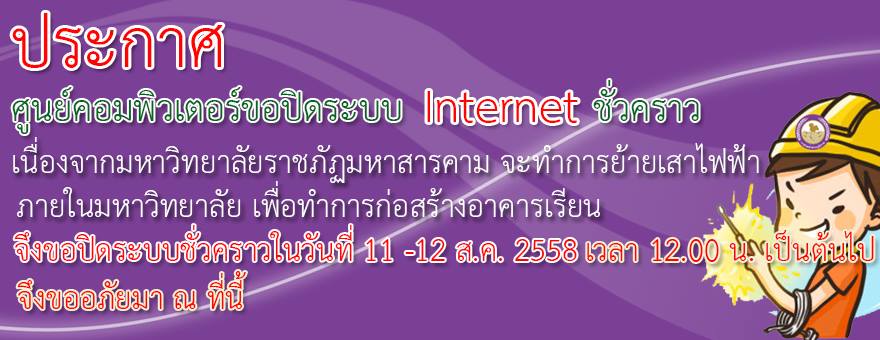 ประกาศ
ศูนย์คอมพิวเตอร์ขอปิดระบบ Internet ชั่วคราว
เนื่องจากมหาวิทยาลัยราชภัฏมหาสารคาม จะทำการย้ายเสาไฟฟ้า
ภายในมหาวิทยาลัย เพื่อทำการก่อสร้างอาคารเรียน
จึงขอปิดระบบชั่วคราวในวันที่ 11 -12 ส.ค. 2558 เวลา 12.00 น. เป็นต้นไป
จึงขออภัยมา ณ ที่นี้